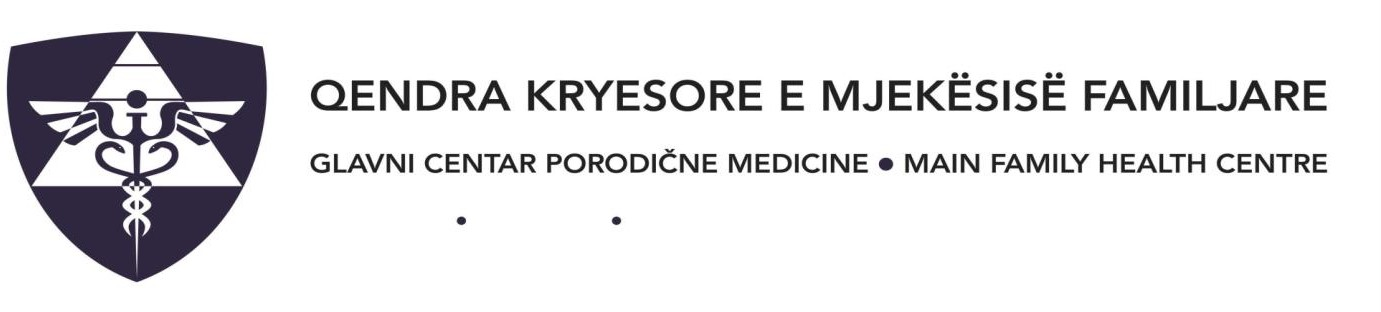 QENDRA KRYESORE E MJEKËSISË FAMILJARE
GLAVNI CENTAR PORODIČNE MEDICINE ● MAIN FAMILY HEALTH CENTRE